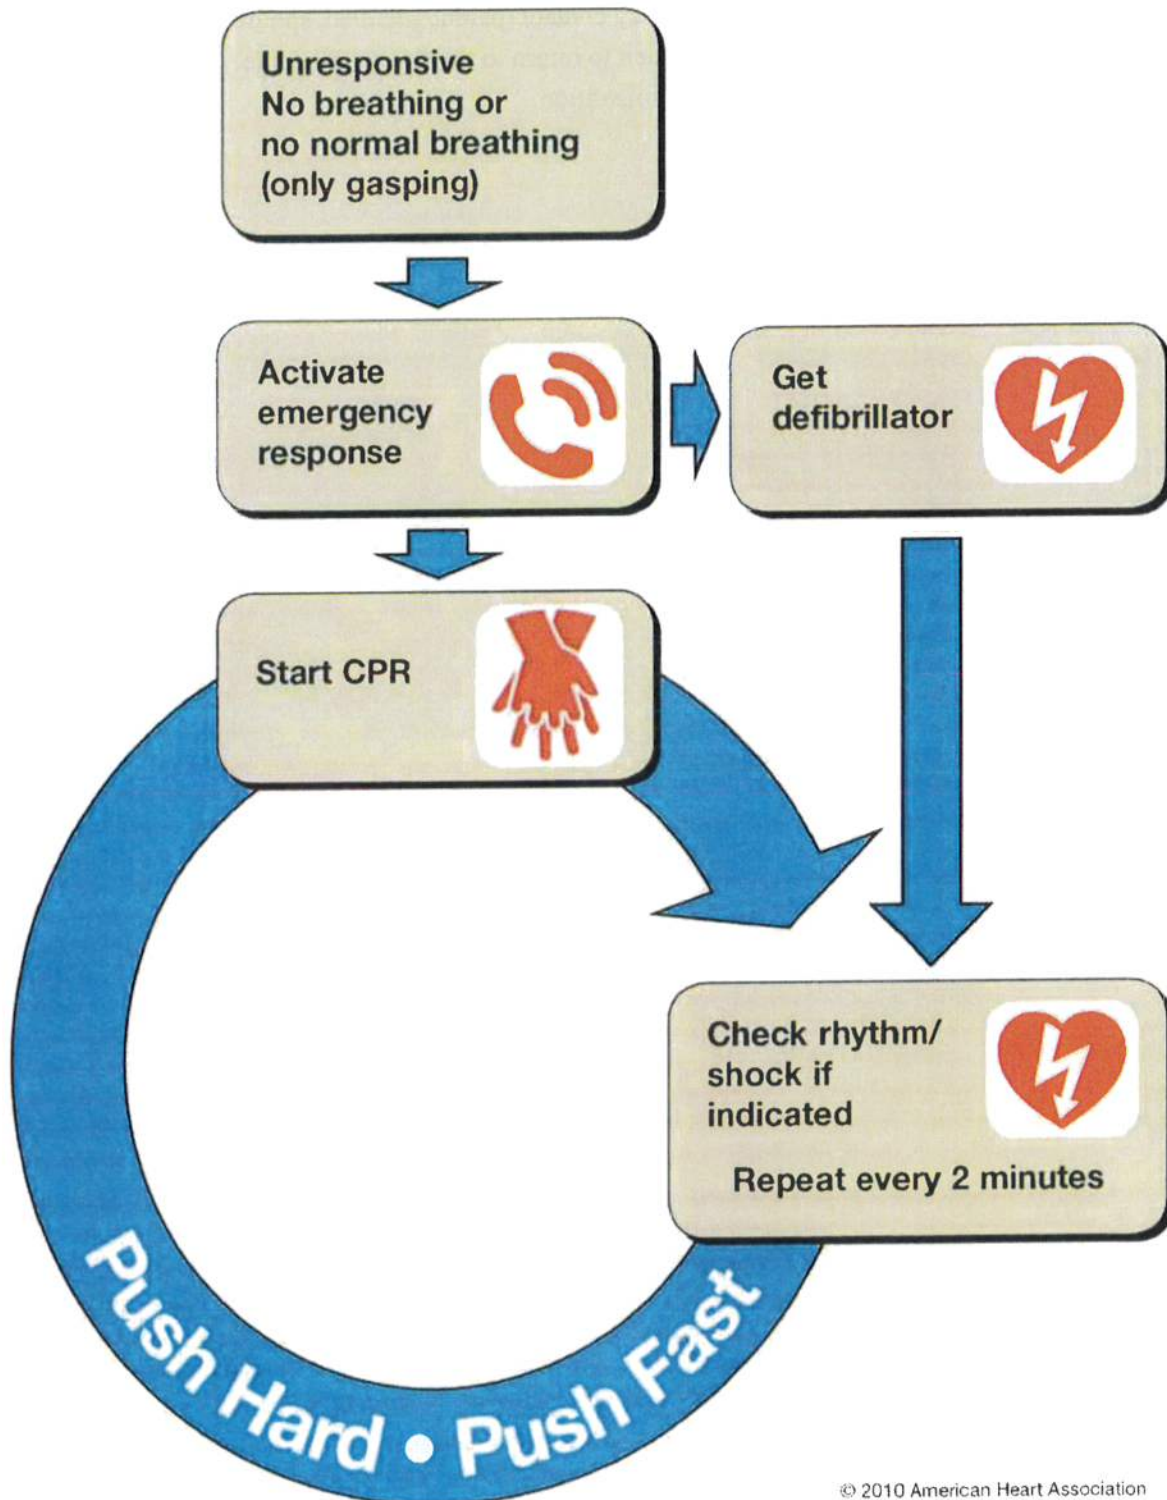 Unresponsive
No breathing or
no normal breathing
(only gasping)
Activate
emergency
response
Get
defibrillator
Start CPR
Check rhythm/
shock if
indicated
Repeat every 2 minutes
Push Hard • Push Fast
© 2010 American Heart Association